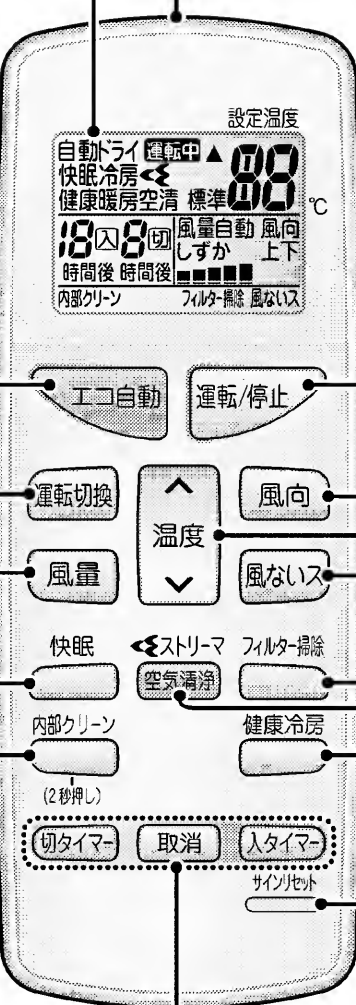 設定温度
自動ドライ 運転中 ▲ 88
快眠冷房
健康暖房空清 標準 ℃
18入 8切 風量自動 風向
しずか 上下
時間後 時間後
内部クリーン フィルター掃除 風ないス
エコ自動 運転/停止
運転切換 風向
温度
風量 風ないス
快眠 ストリーマ フィルター掃除
空気清浄
内部クリーン 健康冷房
(2秒押し)
切タイマー 取消 入タイマー
サインリセット